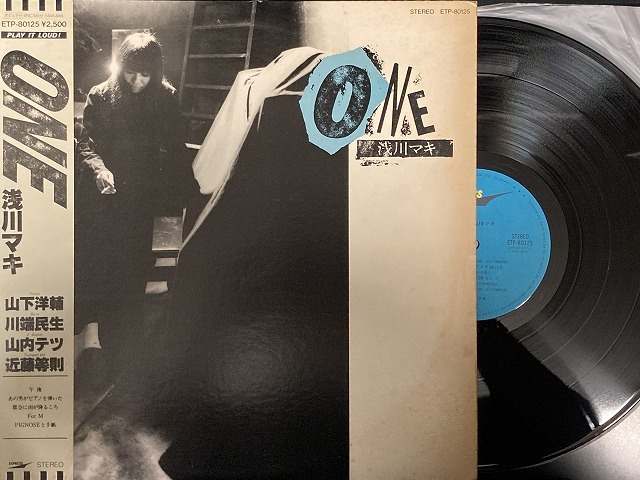 ETP-80125 ¥2,500
PLAY IT LOUD!
ONE
浅川マキ
山下洋輔
川端民生
山内テツ
近藤等則
午後
あの男がピアノを弾いた
都会に雨が降るころ
For M
PIGNOSEと手紙
EXPRESS STEREO
STEREO ETP-80125
ONE
浅川マキ
STEREO
ETP-80125